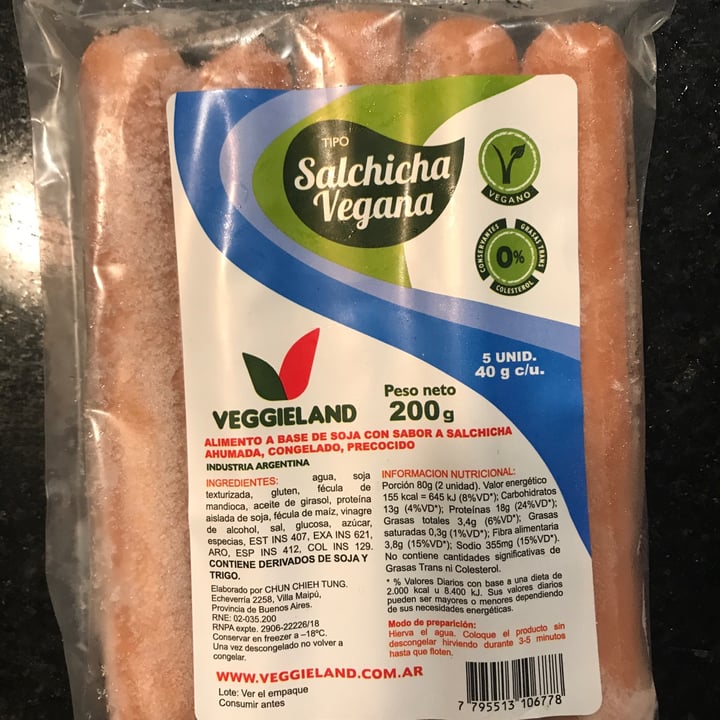 TIPO
Salchicha
Vegana
VEGANO
CONSERVANTES
GRASAS TRANS
0%
COLESTEROL
5 UNID.
40 g c/u.
VEGGIELAND
Peso neto
200g
ALIMENTO A BASE DE SOJA CON SABOR A SALCHICHA
AHUMADA, CONGELADO, PRECOCIDO
INDUSTRIA ARGENTINA
INGREDIENTES: agua, soja
texturizada, gluten, fécula de
mandioca, aceite de girasol, proteína
aislada de soja, fécula de maíz, vinagre
de alcohol, sal, glucosa, azúcar,
especias, EST INS 407, EXA INS 621,
ARO, ESP INS 412, COL INS 129.
CONTIENE DERIVADOS DE SOJA Y
TRIGO.
Elaborado por CHUN CHIEH TUNG.
Echeverría 2258, Villa Maipú,
Provincia de Buenos Aires.
RNE: 02-035.200
RNPA expte. 2906-22226/18
Conservar en freezer a –18ºC.
Una vez descongelado no volver a
congelar.
INFORMACION NUTRICIONAL:
Porción 80g (2 unidad). Valor energético
155 kcal = 645 kJ (8%VD*); Carbohidratos
13g (4%VD*); Proteínas 18g (24%VD*);
Grasas totales 3,4g (6%VD*); Grasas
saturadas 0,3g (1%VD*); Fibra alimentaria
3,8g (15%VD*); Sodio 355mg (15%VD*).
No contiene cantidades significativas de
Grasas Trans ni Colesterol.
* % Valores Diarios con base a una dieta de
2.000 kcal u 8.400 kJ. Sus valores diarios
pueden ser mayores o menores dependiendo
de sus necesidades energéticas.
Modo de preparición:
Hierva el agua. Coloque el producto sin
descongelar hirviendo durante 3-5 minutos
hasta que floten.
WWW.VEGGIELAND.COM.AR
Lote: Ver el empaque
Consumir antes
7 795513 106778